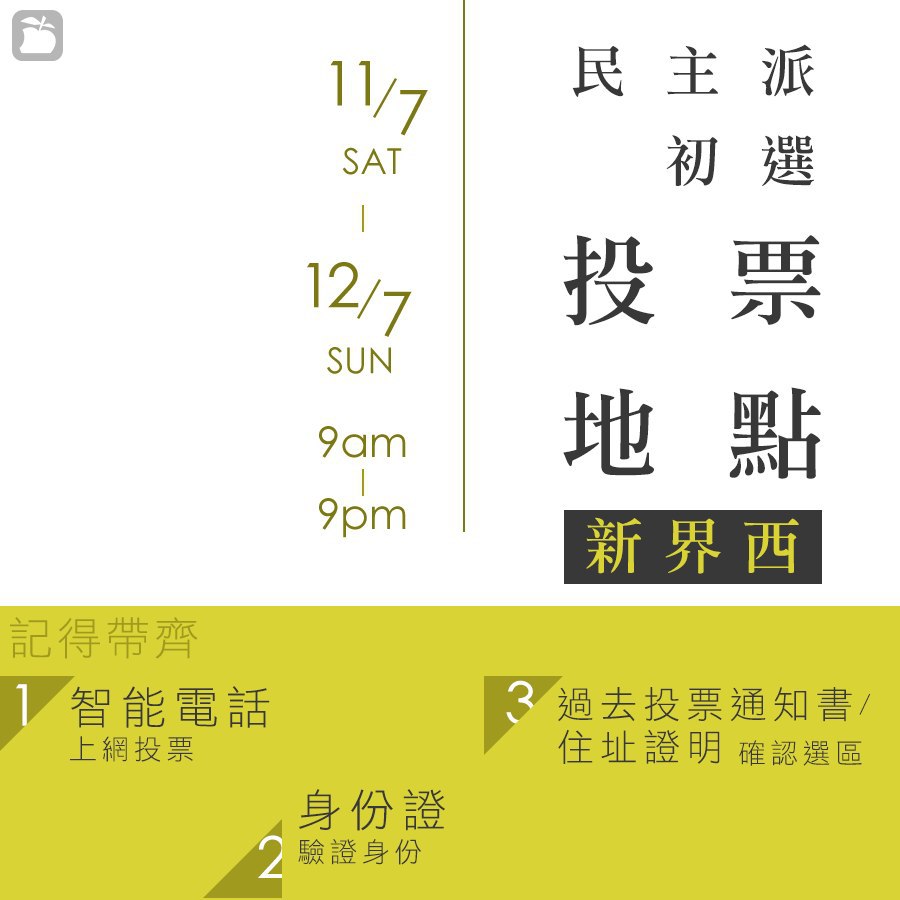 民主派
初選
投票
地點
新界西
11/7
SAT
12/7
SUN
9am
9pm
記得帶齊
1 智能電話
上網投票
2 身份證
驗證身份
3 過去投票通知書/
住址證明 確認選區